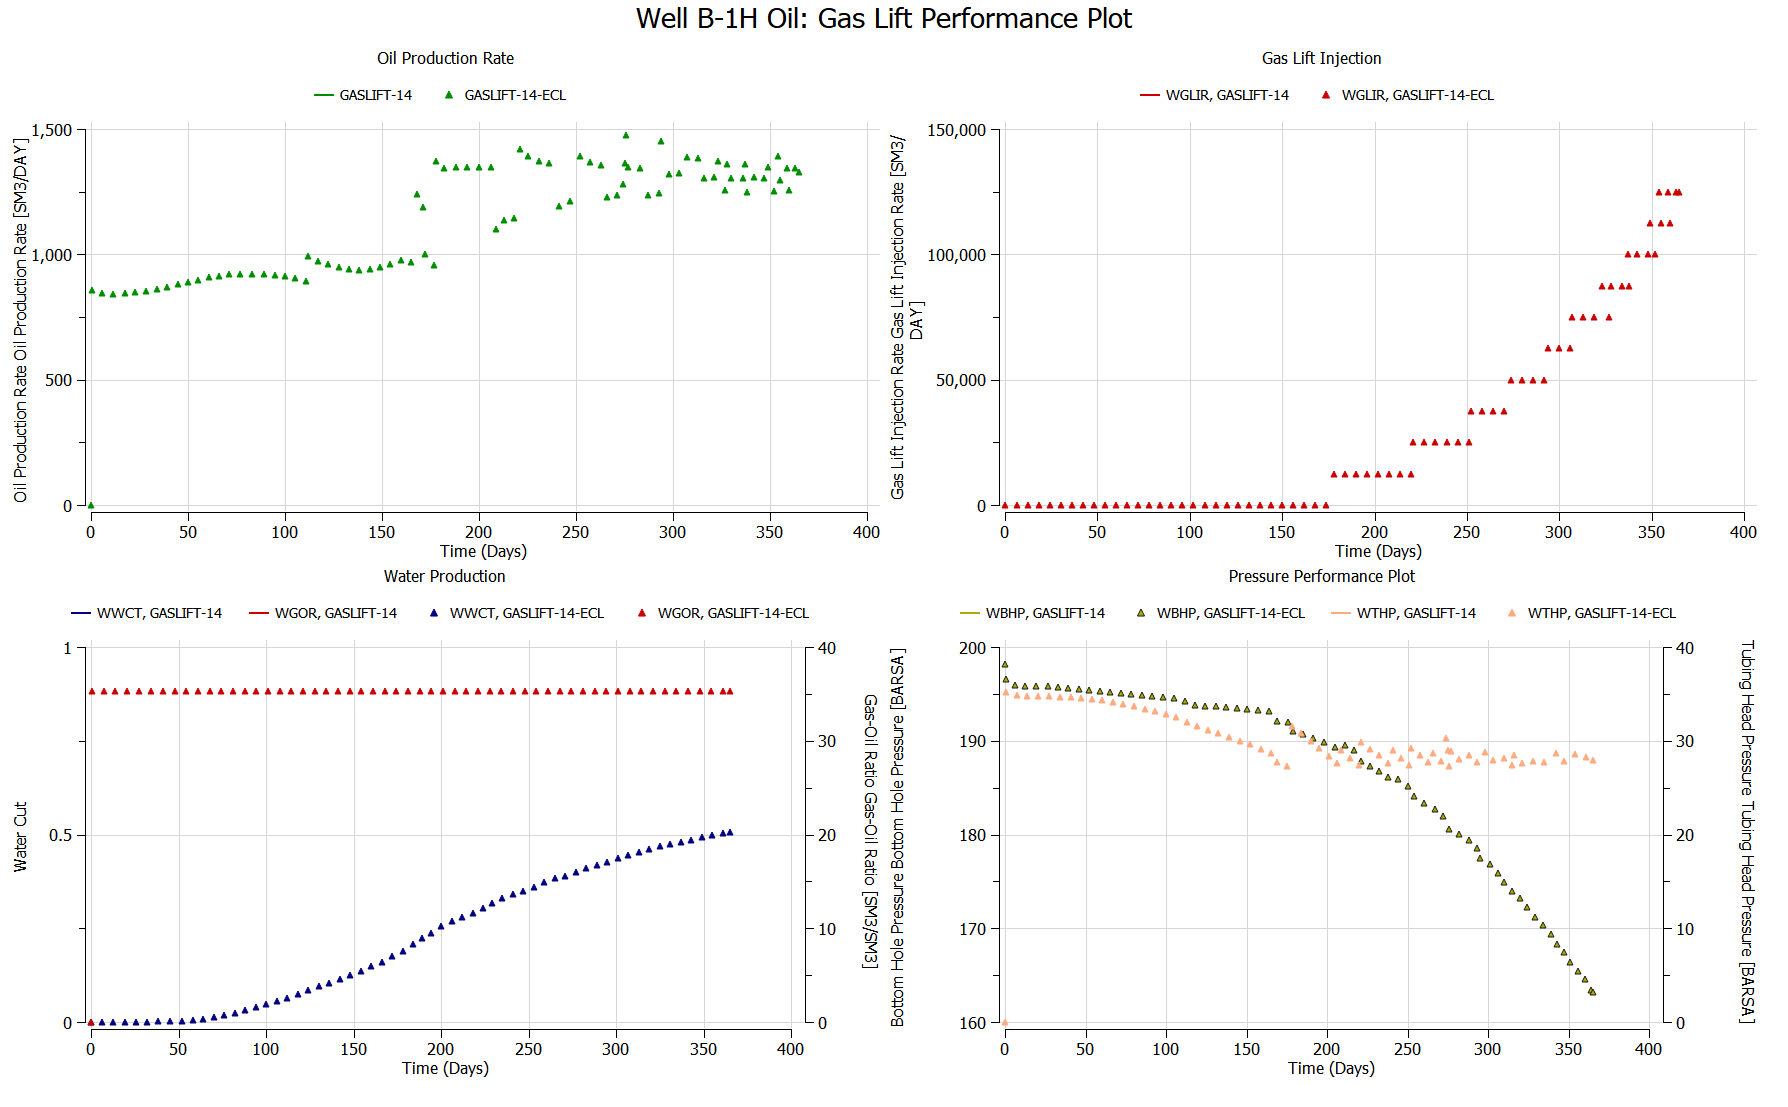 Well B-1H Oil: Gas Lift Performance Plot
Oil Production Rate
GASLIFT-14 GASLIFT-14-ECL
Oil Production Rate Oil Production Rate [SM3/DAY]
1,500
1,000
500
0
0 50 100 150 200 250 300 350 400
Time (Days)
Gas Lift Injection
WGLIR, GASLIFT-14 WGLIR, GASLIFT-14-ECL
Gas Lift Injection Rate Gas Lift Injection Rate [SM3/
DAY]
150,000
100,000
50,000
0
0 50 100 150 200 250 300 350 400
Time (Days)
Water Production
WWCT, GASLIFT-14 WGOR, GASLIFT-14 WWCT, GASLIFT-14-ECL WGOR, GASLIFT-14-ECL
Water Cut
1
0.5
0
40
30
20
10
0
Gas-Oil Ratio Gas-Oil Ratio [SM3/SM3]
0 50 100 150 200 250 300 350 400
Time (Days)
Pressure Performance Plot
WBHP, GASLIFT-14 WBHP, GASLIFT-14-ECL WTHP, GASLIFT-14 WTHP, GASLIFT-14-ECL
Bottom Hole Pressure Bottom Hole Pressure [BARSA]
200
190
180
170
160
40
30
20
10
0
Tubing Head Pressure Tubing Head Pressure [BARSA]
0 50 100 150 200 250 300 350 400
Time (Days)